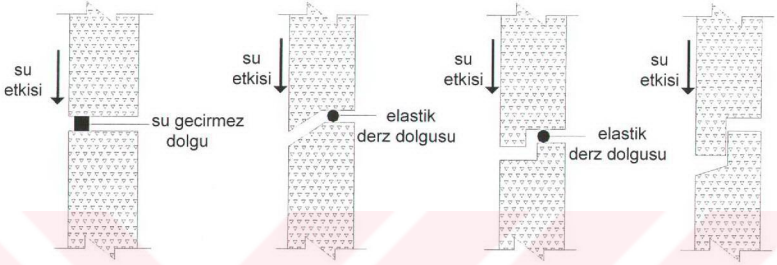 su
etkisi
su gecirmez
dolgu
su
etkisi
elastik
derz dolgusu
su
etkisi
elastik
derz dolgusu
su
etkisi